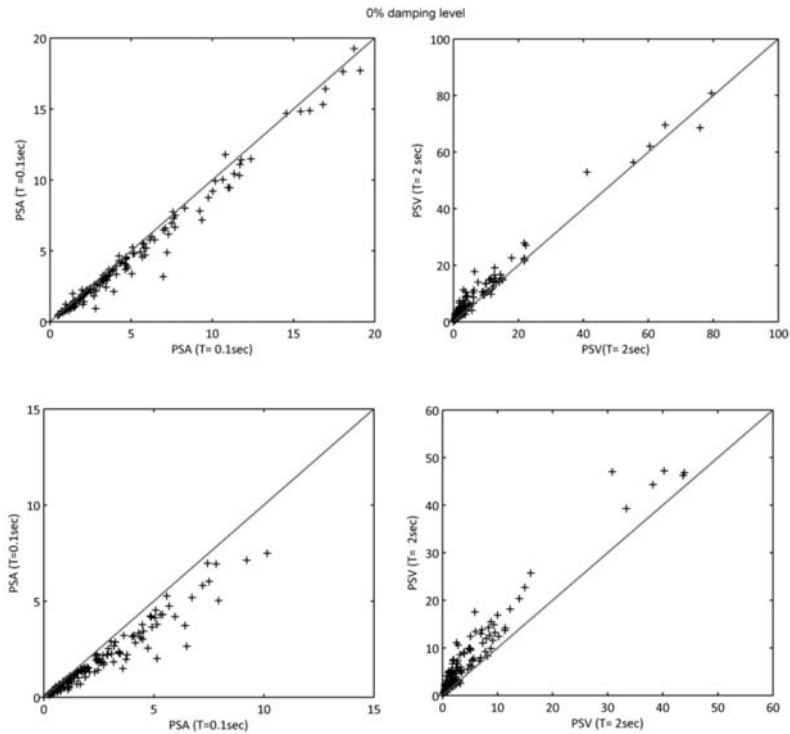 0% damping level
20
15
10
5
0
PSA (T =0.1sec)
0 5 10 15 20
PSA (T= 0.1sec)
100
80
60
40
20
0
PSV (T= 2 sec)
0 20 40 60 80 100
PSV(T= 2sec)
15
10
5
0
PSA (T=0.1sec)
0 5 10 15
PSA (T=0.1sec)
60
50
40
30
20
10
0
PSV (T= 2sec)
0 10 20 30 40 50 60
PSV (T= 2sec)